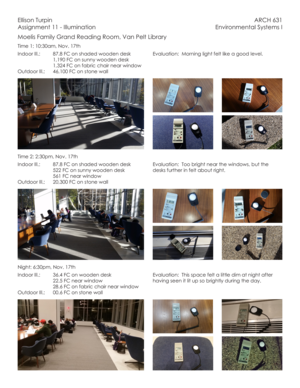 Ellison Turpin
ARCH 631
Assignment 11 - Illumination
Environmental Systems I
Moelis Family Grand Reading Room, Van Pelt Library
Time 1: 10:30am, Nov. 17th
Indoor Ill.: 87.8 FC on shaded wooden desk
1,190 FC on sunny wooden desk
1,324 FC on fabric chair near window
Outdoor Ill.: 46,100 FC on stone wall
Evaluation: Morning light felt like a good level.
Time 2: 2:30pm, Nov. 17th
Indoor Ill.: 87.8 FC on shaded wooden desk
522 FC on sunny wooden desk
561 FC near window
Outdoor Ill.: 20,300 FC on stone wall
Evaluation: Too bright near the windows, but the
desks further in felt about right.
Night: 6:30pm, Nov. 17th
Indoor Ill.: 36.4 FC on wooden desk
22.5 FC near window
28.6 FC on fabric chair near window
Outdoor Ill.: 00.6 FC on stone wall
Evaluation: This space felt a little dim at night after
having seen it lit up so brightly during the day.